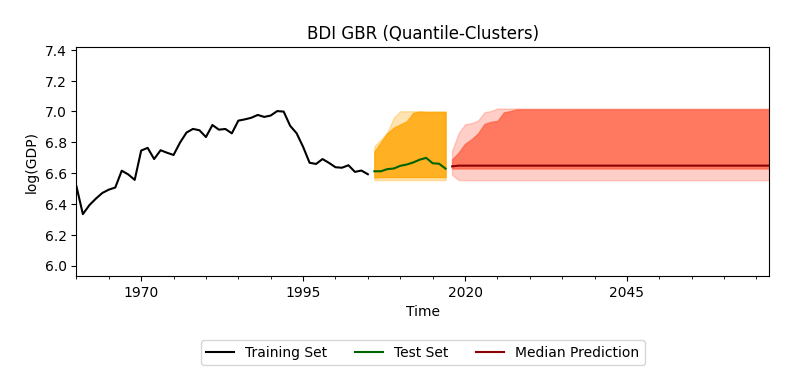 BDI GBR (Quantile-Clusters)
7.4
7.2
7.0
6.8
6.6
6.4
6.2
6.0
log(GDP)
1970 1995 2020 2045
Time
Training Set Test Set Median Prediction